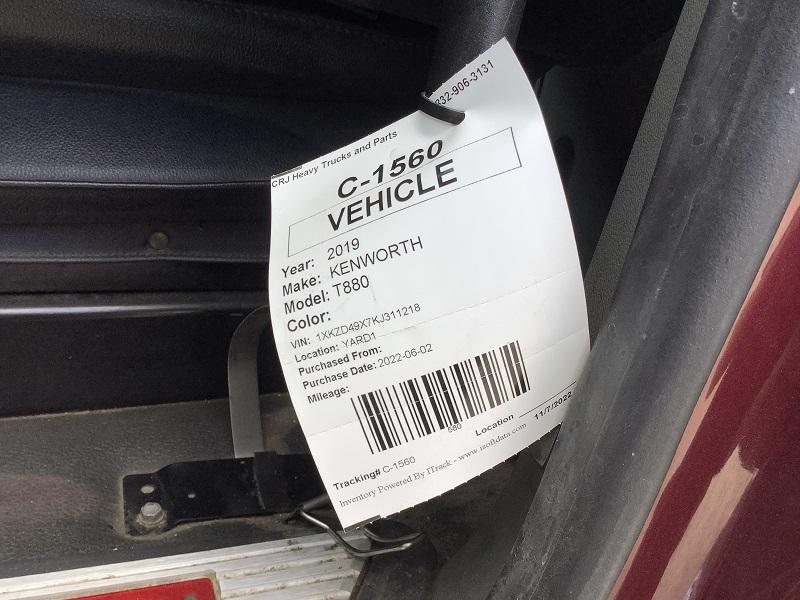 832-906-3131
CRJ Heavy Trucks and Parts
C-1560
VEHICLE
Year: 2019
Make: KENWORTH
Model: T880
Color:
VIN: 1XKZD49X7KJ311218
Location: YARD1
Purchased From:
Purchase Date: 2022-06-02
Mileage:
580
Location
11/7/2022
Tracking# C-1560
Inventory Powered By ITrack - www.isoftdata.com